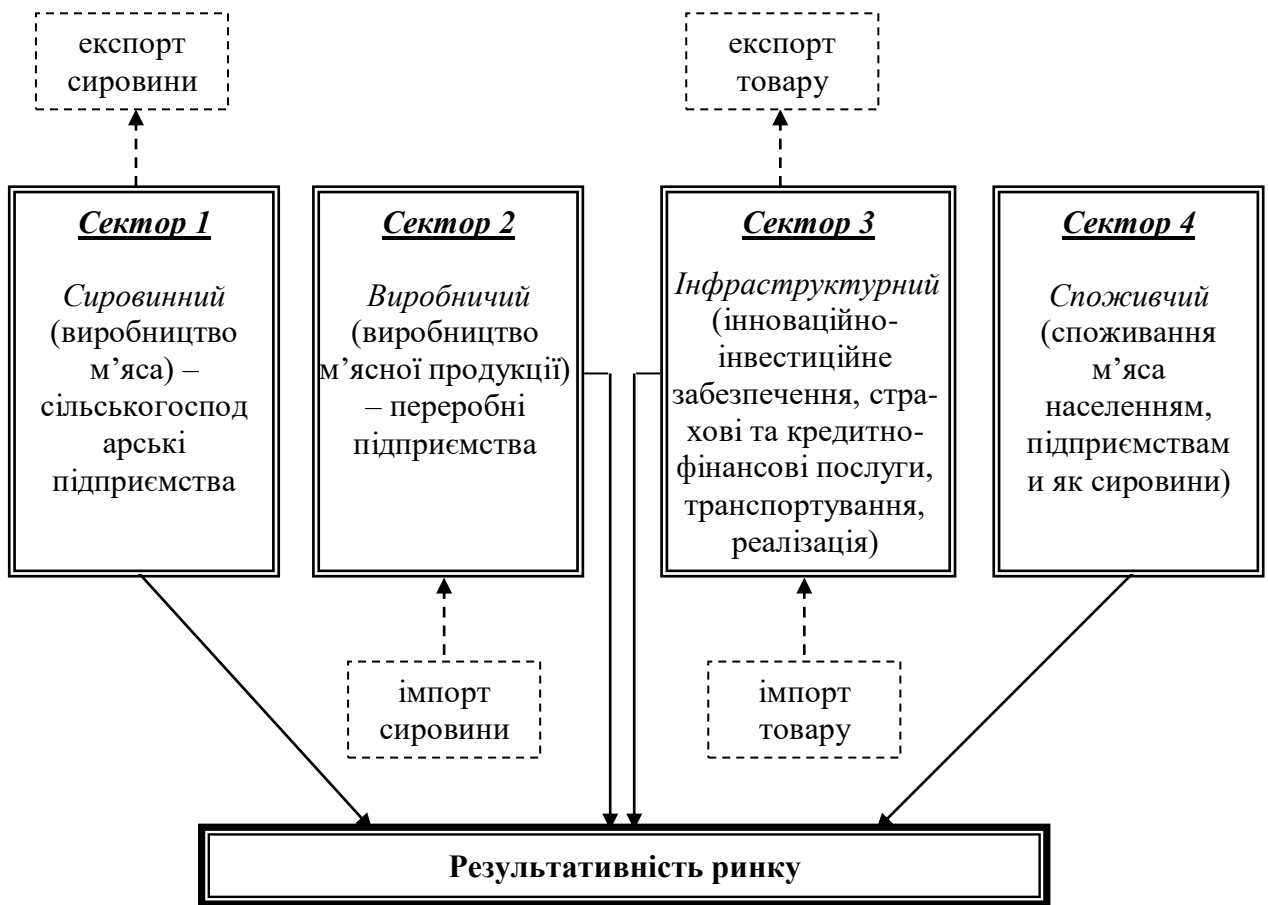 експорт
сировини
експорт
товару
Сектор 1
Сировинний
(виробництво
м’яса) –
сільськогоспод
арські
підприємства
Сектор 2
Виробничий
(виробництво
м’ясної продукції)
– переробні
підприємства
Сектор 3
Інфраструктурний
(інноваційно-
інвестиційне
забезпечення, стра-
хові та кредитно-
фінансові послуги,
транспортування,
реалізація)
Сектор 4
Споживчий
(споживання
м’яса
населенням,
підприємствам
и як сировини)
імпорт
сировини
імпорт
товару
Результативність ринку